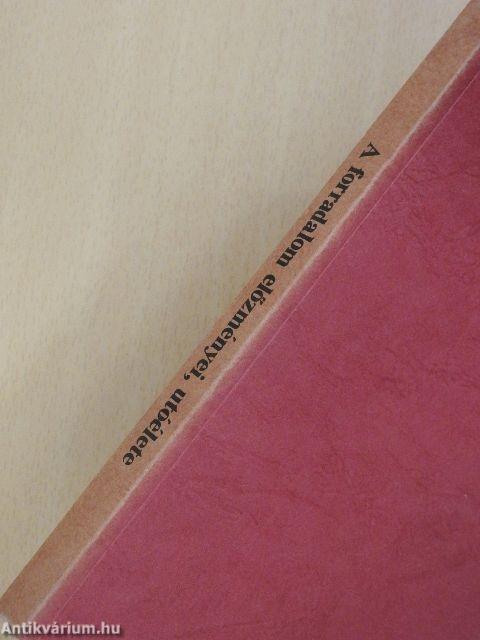 A forradalom előzményei, utóélete
Antikvárium.hu